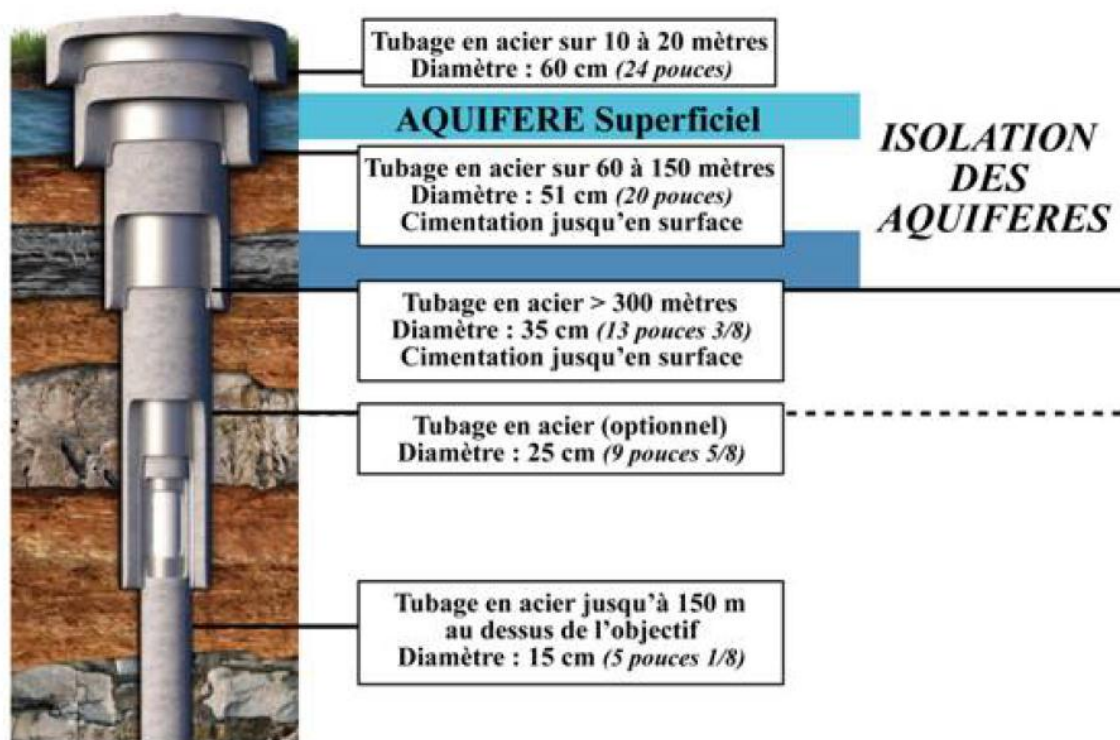 Tubage en acier sur 10 à 20 mètres
Diamètre : 60 cm (24 pouces)
AQUIFERE Superficiel
ISOLATION
DES
AQUIFERES
Tubage en acier sur 60 à 150 mètres
Diamètre : 51 cm (20 pouces)
Cimentation jusqu'en surface
Tubage en acier > 300 mètres
Diamètre : 35 cm (13 pouces 3/8)
Cimentation jusqu'en surface
Tubage en acier (optionnel)
Diamètre : 25 cm (9 pouces 5/8)
Tubage en acier jusqu'à 150 m
au dessus de l'objectif
Diamètre : 15 cm (5 pouces 1/8)